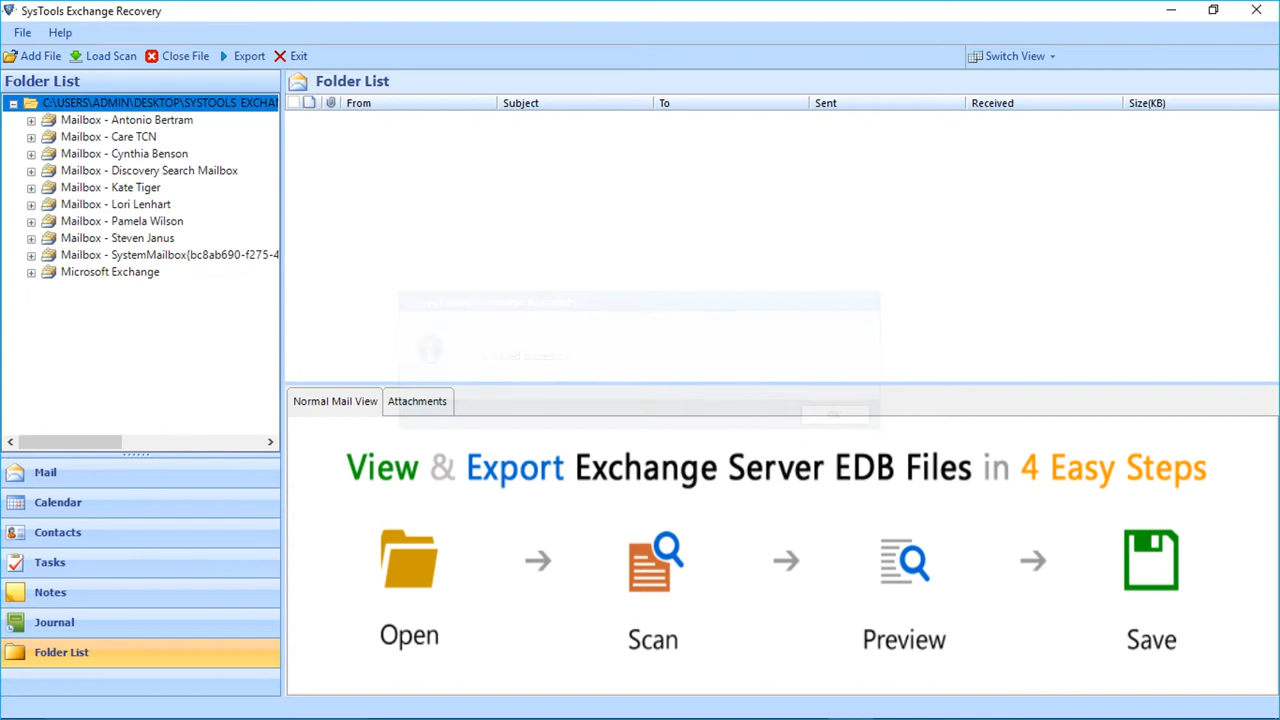 SysTools Exchange Recovery
File Help
Add File Load Scan Close File Export Exit Switch View
Folder List
C:\USERS\ADMIN\DESKTOP\SYSTOOLS EXCHA
Mailbox - Antonio Bertram
Mailbox - Care TCN
Mailbox - Cynthia Benson
Mailbox - Discovery Search Mailbox
Mailbox - Kate Tiger
Mailbox - Lori Lenhart
Mailbox - Pamela Wilson
Mailbox - Steven Janus
Mailbox - SystemMailbox{bc8ab690-f275-4
Microsoft Exchange
Mail
Calendar
Contacts
Tasks
Notes
Journal
Folder List
Folder List
From Subject To Sent Received Size(KB)
Normal Mail View Attachments
View & Export Exchange Server EDB Files in 4 Easy Steps
Open Scan Preview Save